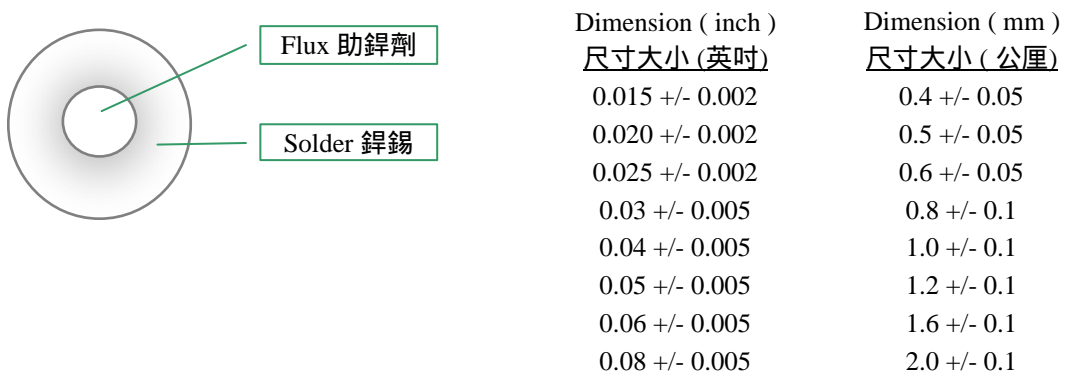 Flux 助銲劑
Solder 銲錫
Dimension ( inch ) Dimension ( mm )
尺寸大小 (英吋) 尺寸大小 ( 公厘)
0.015 +/- 0.002 0.4 +/- 0.05
0.020 +/- 0.002 0.5 +/- 0.05
0.025 +/- 0.002 0.6 +/- 0.05
0.03 +/- 0.005 0.8 +/- 0.1
0.04 +/- 0.005 1.0 +/- 0.1
0.05 +/- 0.005 1.2 +/- 0.1
0.06 +/- 0.005 1.6 +/- 0.1
0.08 +/- 0.005 2.0 +/- 0.1